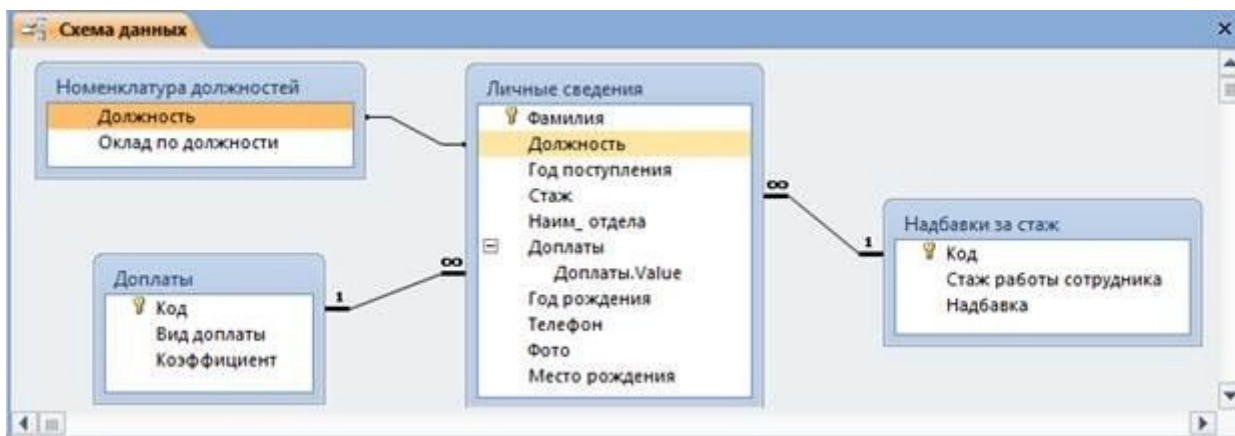 Схема данных
Номенклатура должностей
Должность
Оклад по должности
Доплаты
Код
Вид доплаты
Коэффициент
1
∞
Личные сведения
Фамилия
Должность
Год поступления
Стаж
Наим_ отдела
Доплаты
Доплаты.Value
Год рождения
Телефон
Фото
Место рождения
∞
1
Надбавки за стаж
Код
Стаж работы сотрудника
Надбавка